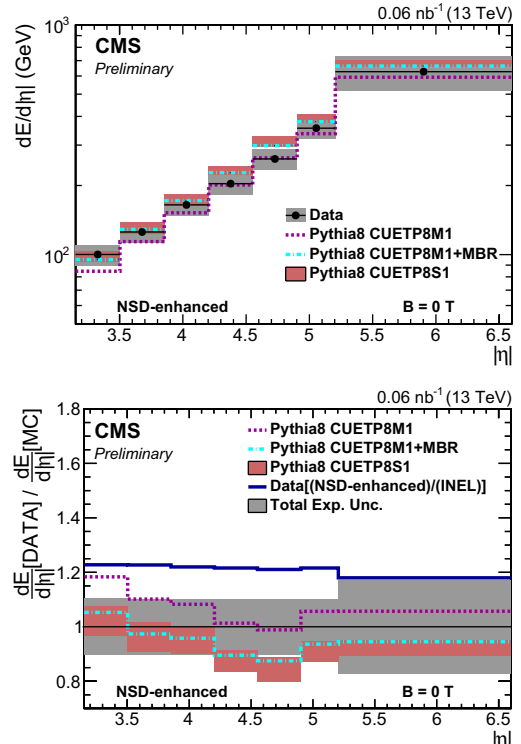 0.06 nb⁻¹ (13 TeV)
10³
CMS
Preliminary
dE/d|η| (GeV)
Data
Pythia8 CUETP8M1
Pythia8 CUETP8M1+MBR
Pythia8 CUETP8S1
10²
NSD-enhanced B = 0 T
3.5 4 4.5 5 5.5 6 6.5
|η|
0.06 nb⁻¹ (13 TeV)
1.8
CMS
Preliminary
Pythia8 CUETP8M1
Pythia8 CUETP8M1+MBR
Pythia8 CUETP8S1
Data[(NSD-enhanced)/(INEL)]
Total Exp. Unc.
dE/d|η|[DATA] / dE/d|η|[MC]
1.6
1.4
1.2
1
0.8
NSD-enhanced B = 0 T
3.5 4 4.5 5 5.5 6 6.5
|η|